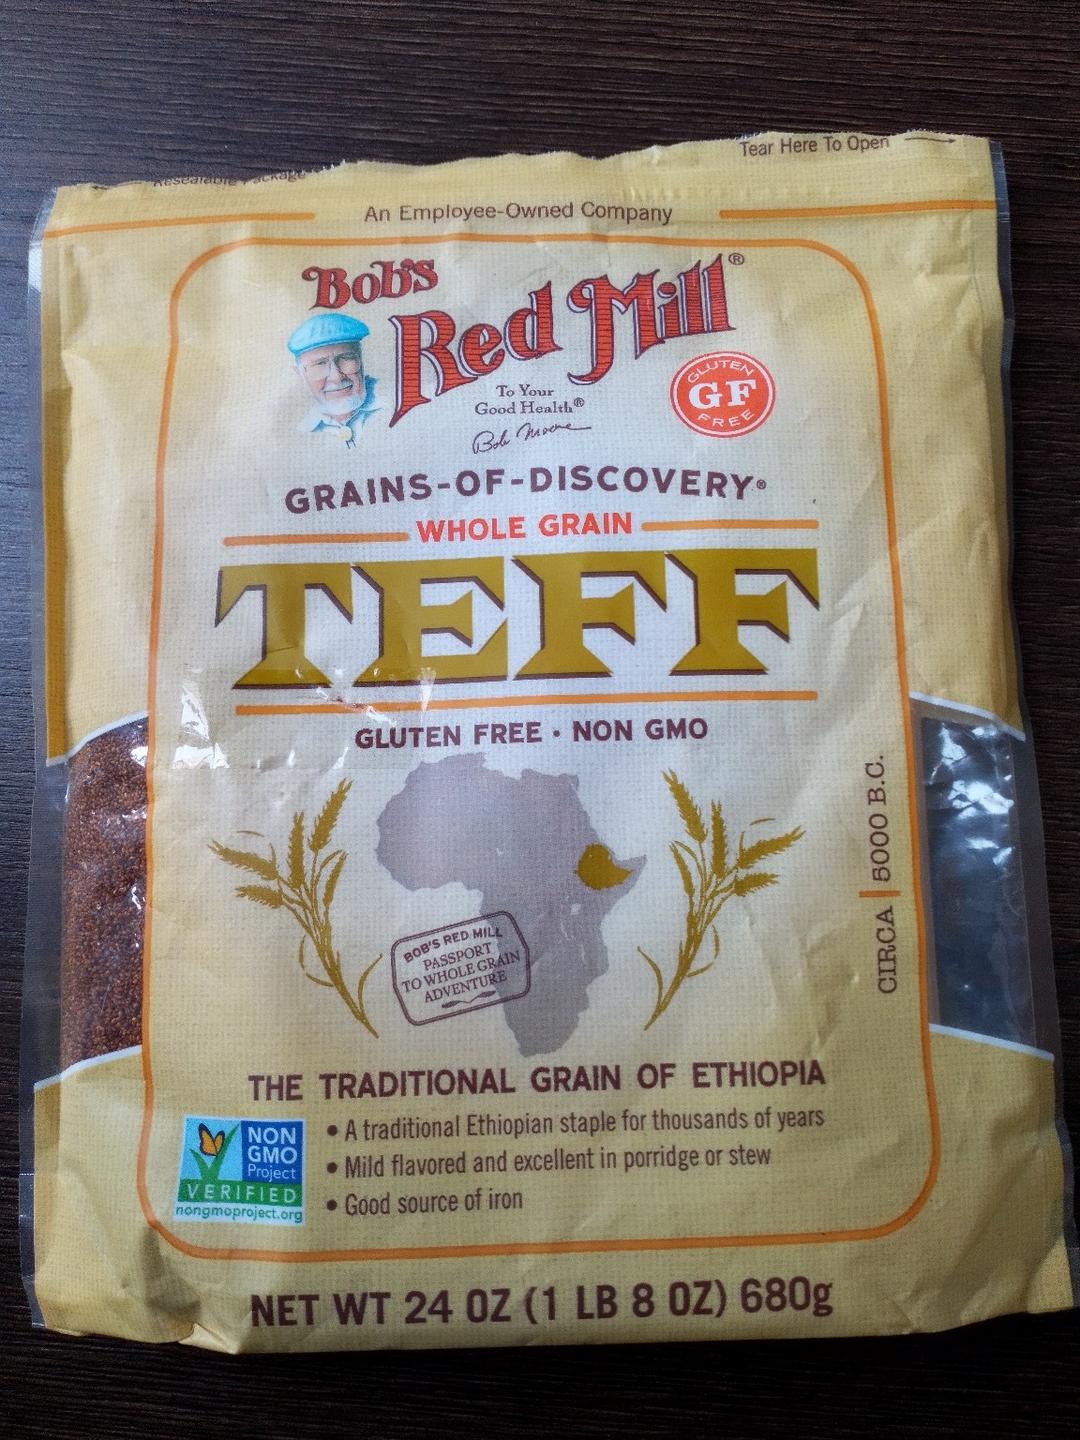 Tear Here To Open
Resealable Package
An Employee-Owned Company
Bob's
Red Mill®
To Your
Good Health®
Bob Moore
GLUTEN
GF
FREE
GRAINS-OF-DISCOVERY®
WHOLE GRAIN
TEFF
GLUTEN FREE • NON GMO
CIRCA | 5000 B.C.
BOB'S RED MILL
PASSPORT
TO WHOLE GRAIN
ADVENTURE
THE TRADITIONAL GRAIN OF ETHIOPIA
• A traditional Ethiopian staple for thousands of years
• Mild flavored and excellent in porridge or stew
• Good source of iron
NON
GMO
Project
VERIFIED
nongmoproject.org
NET WT 24 OZ (1 LB 8 OZ) 680g